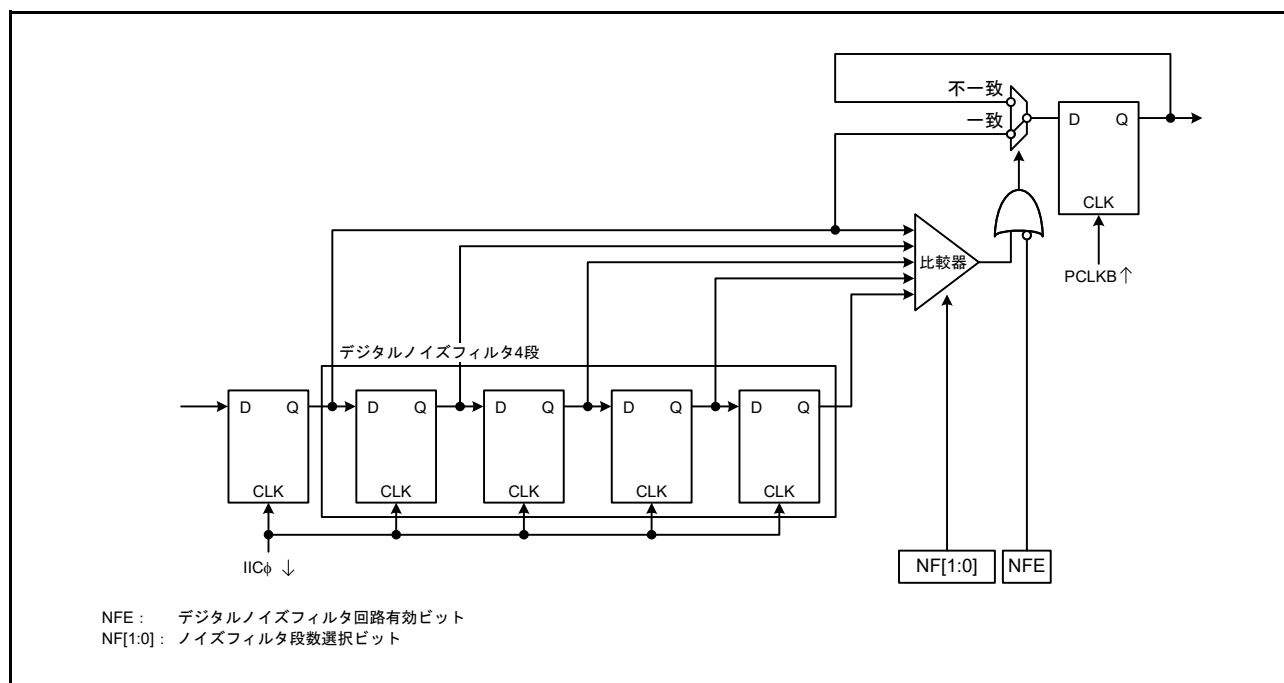 不一致
一致
D Q
CLK
PCLKB↑
比較器
デジタルノイズフィルタ4段
D Q
CLK
D Q
CLK
D Q
CLK
D Q
CLK
D Q
CLK
IICφ ↓
NF[1:0]
NFE
NFE : デジタルノイズフィルタ回路有効ビット
NF[1:0] : ノイズフィルタ段数選択ビット